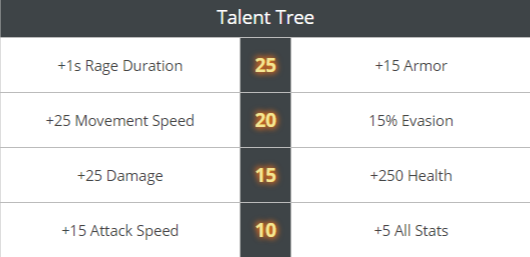 Talent Tree
+1s Rage Duration 25 +15 Armor
+25 Movement Speed 20 15% Evasion
+25 Damage 15 +250 Health
+15 Attack Speed 10 +5 All Stats